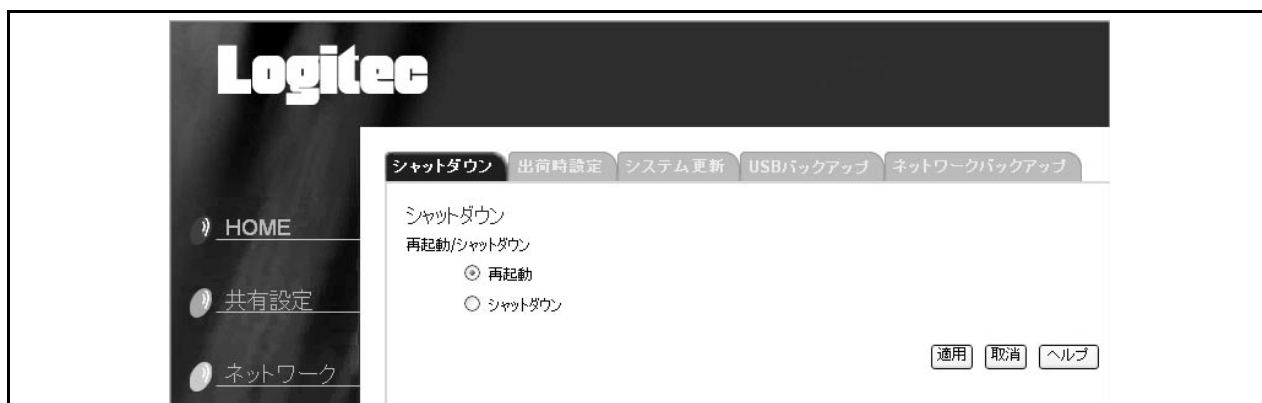 Logitec
シャットダウン 出荷時設定 システム更新 USBバックアップ ネットワークバックアップ
HOME
共有設定
ネットワーク
シャットダウン
再起動/シャットダウン
再起動
シャットダウン
適用 取消 ヘルプ